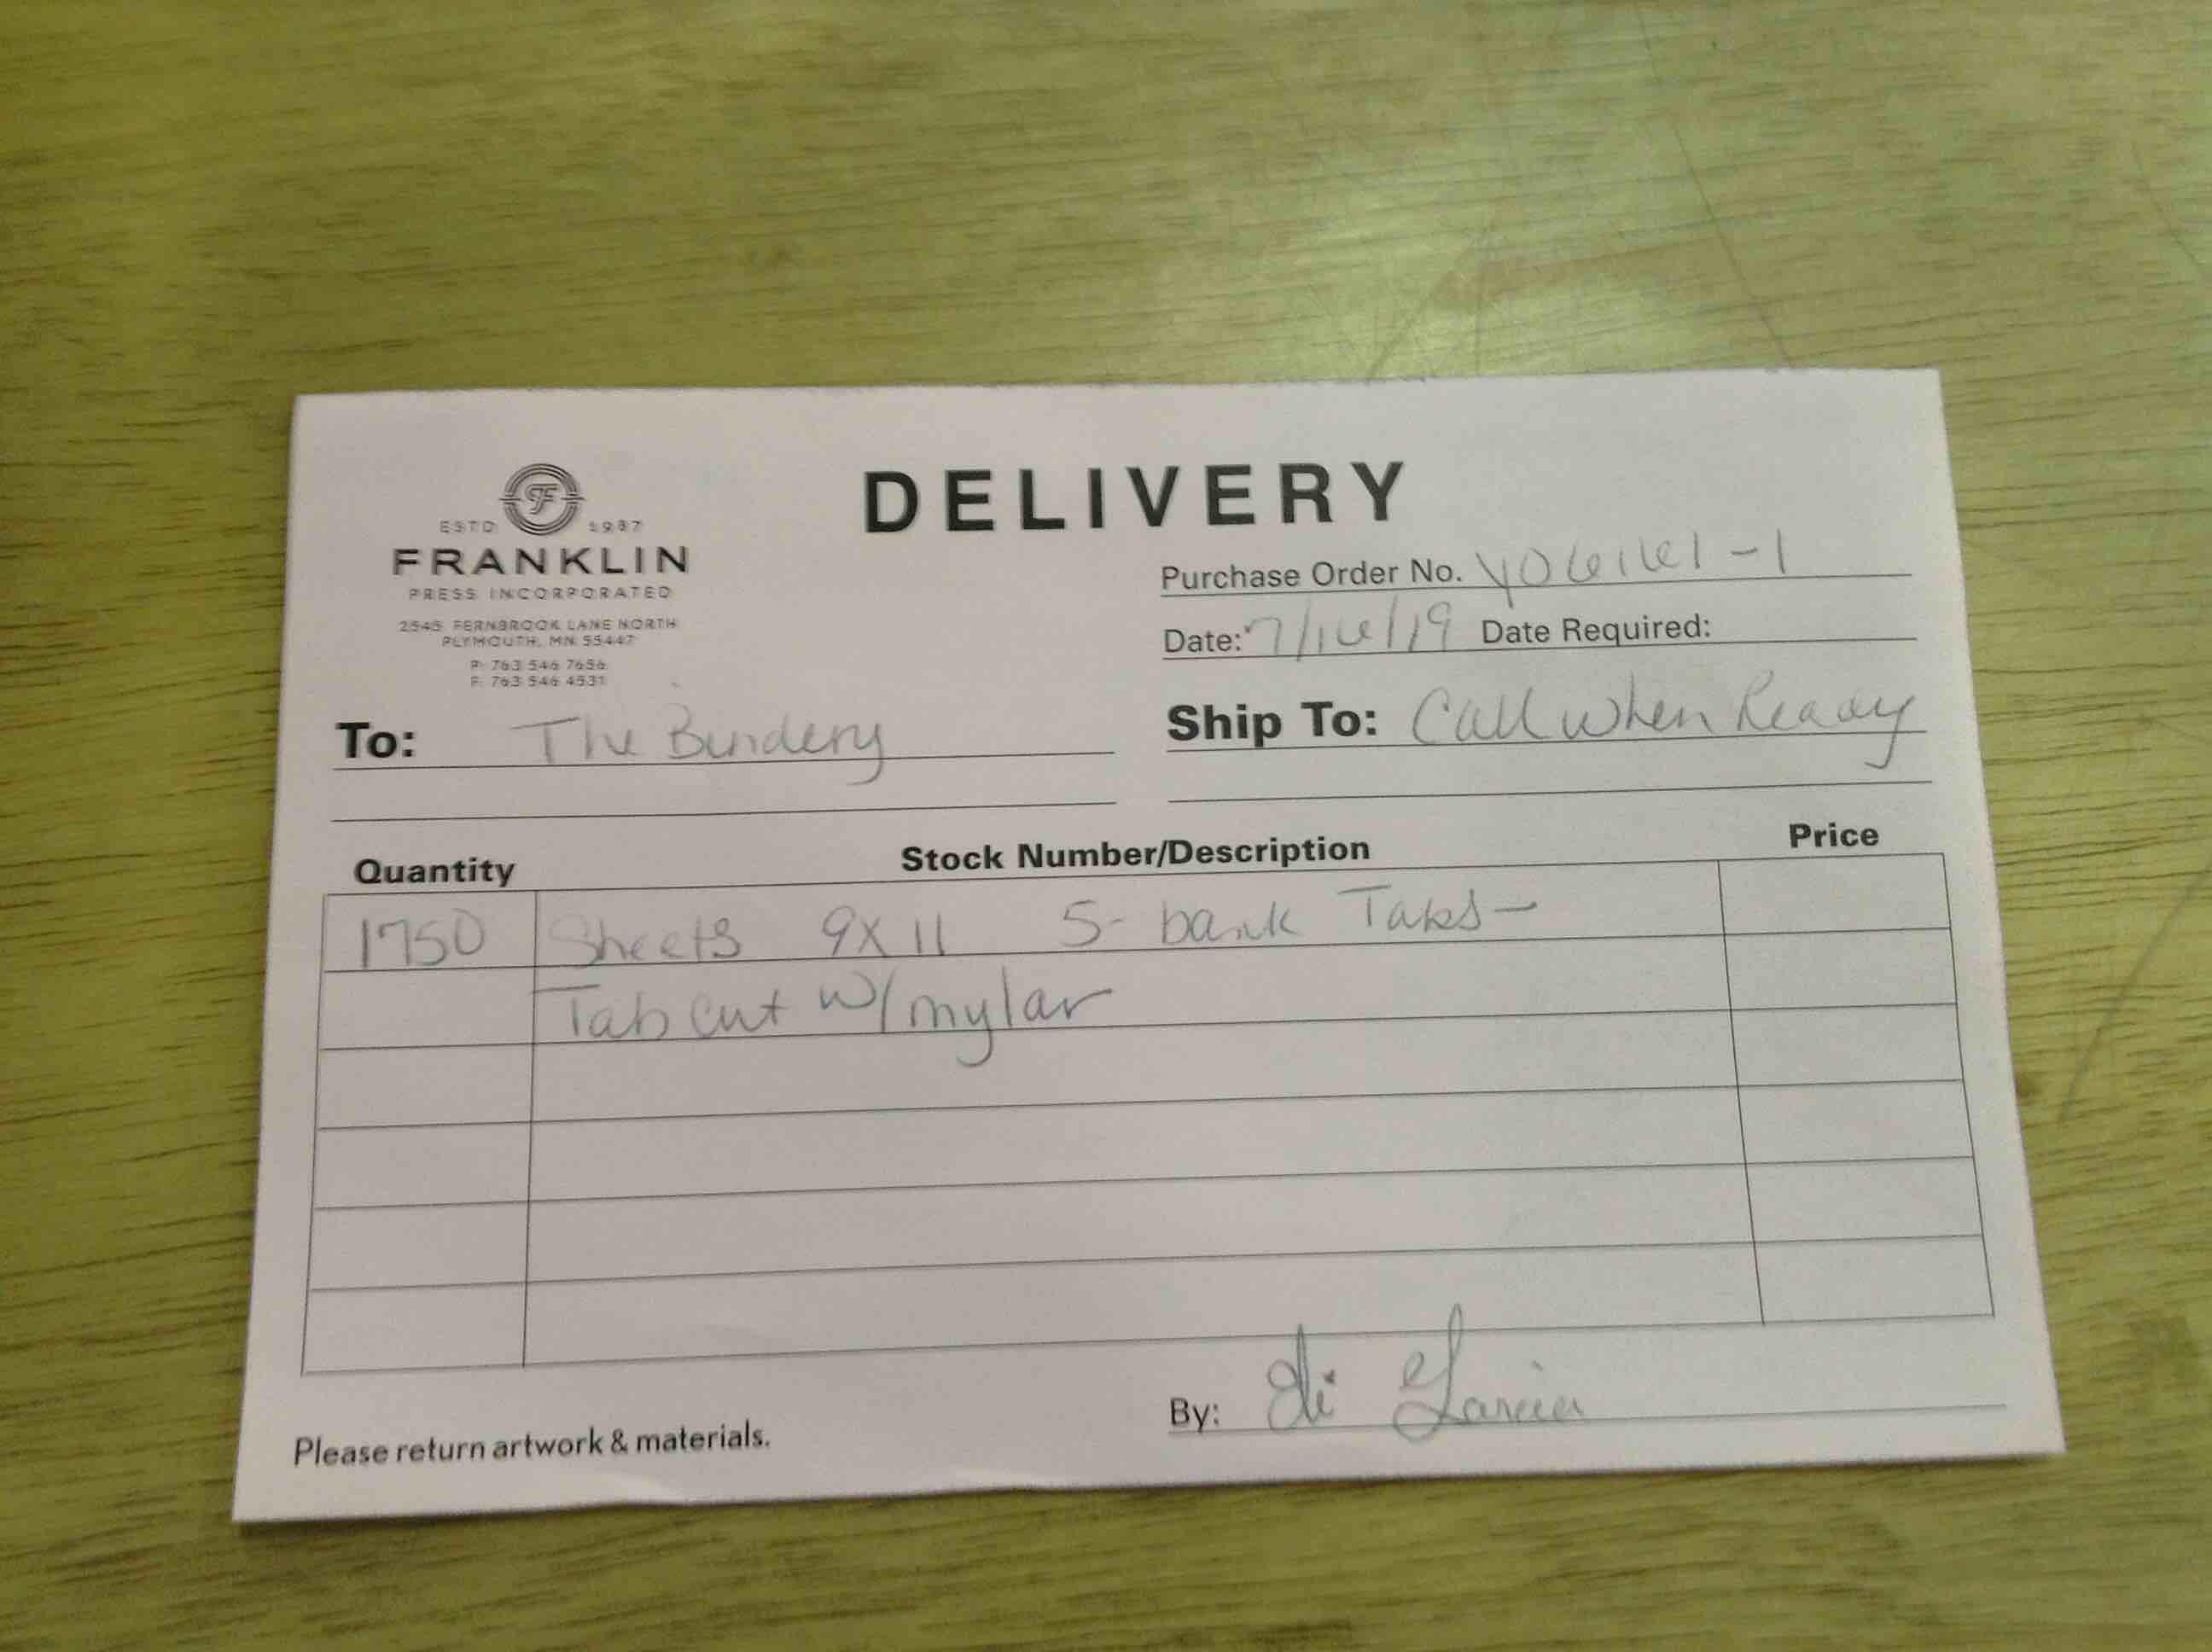 DELIVERY
ESTD 1987
FRANKLIN
PRESS INCORPORATED
2545 FERNBROOK LANE NORTH
PLYMOUTH, MN 55447
P: 763 546 7656
F: 763 546 4531
Purchase Order No.
Date: 7/16/19 Date Required:
To: The Bindery
Ship To: Call when Ready
Quantity Stock Number/Description Price
1750 Sheets 9X11 5-bank Tabs-
Tab cut w/mylar
Please return artwork & materials.
By: Eli Garcia